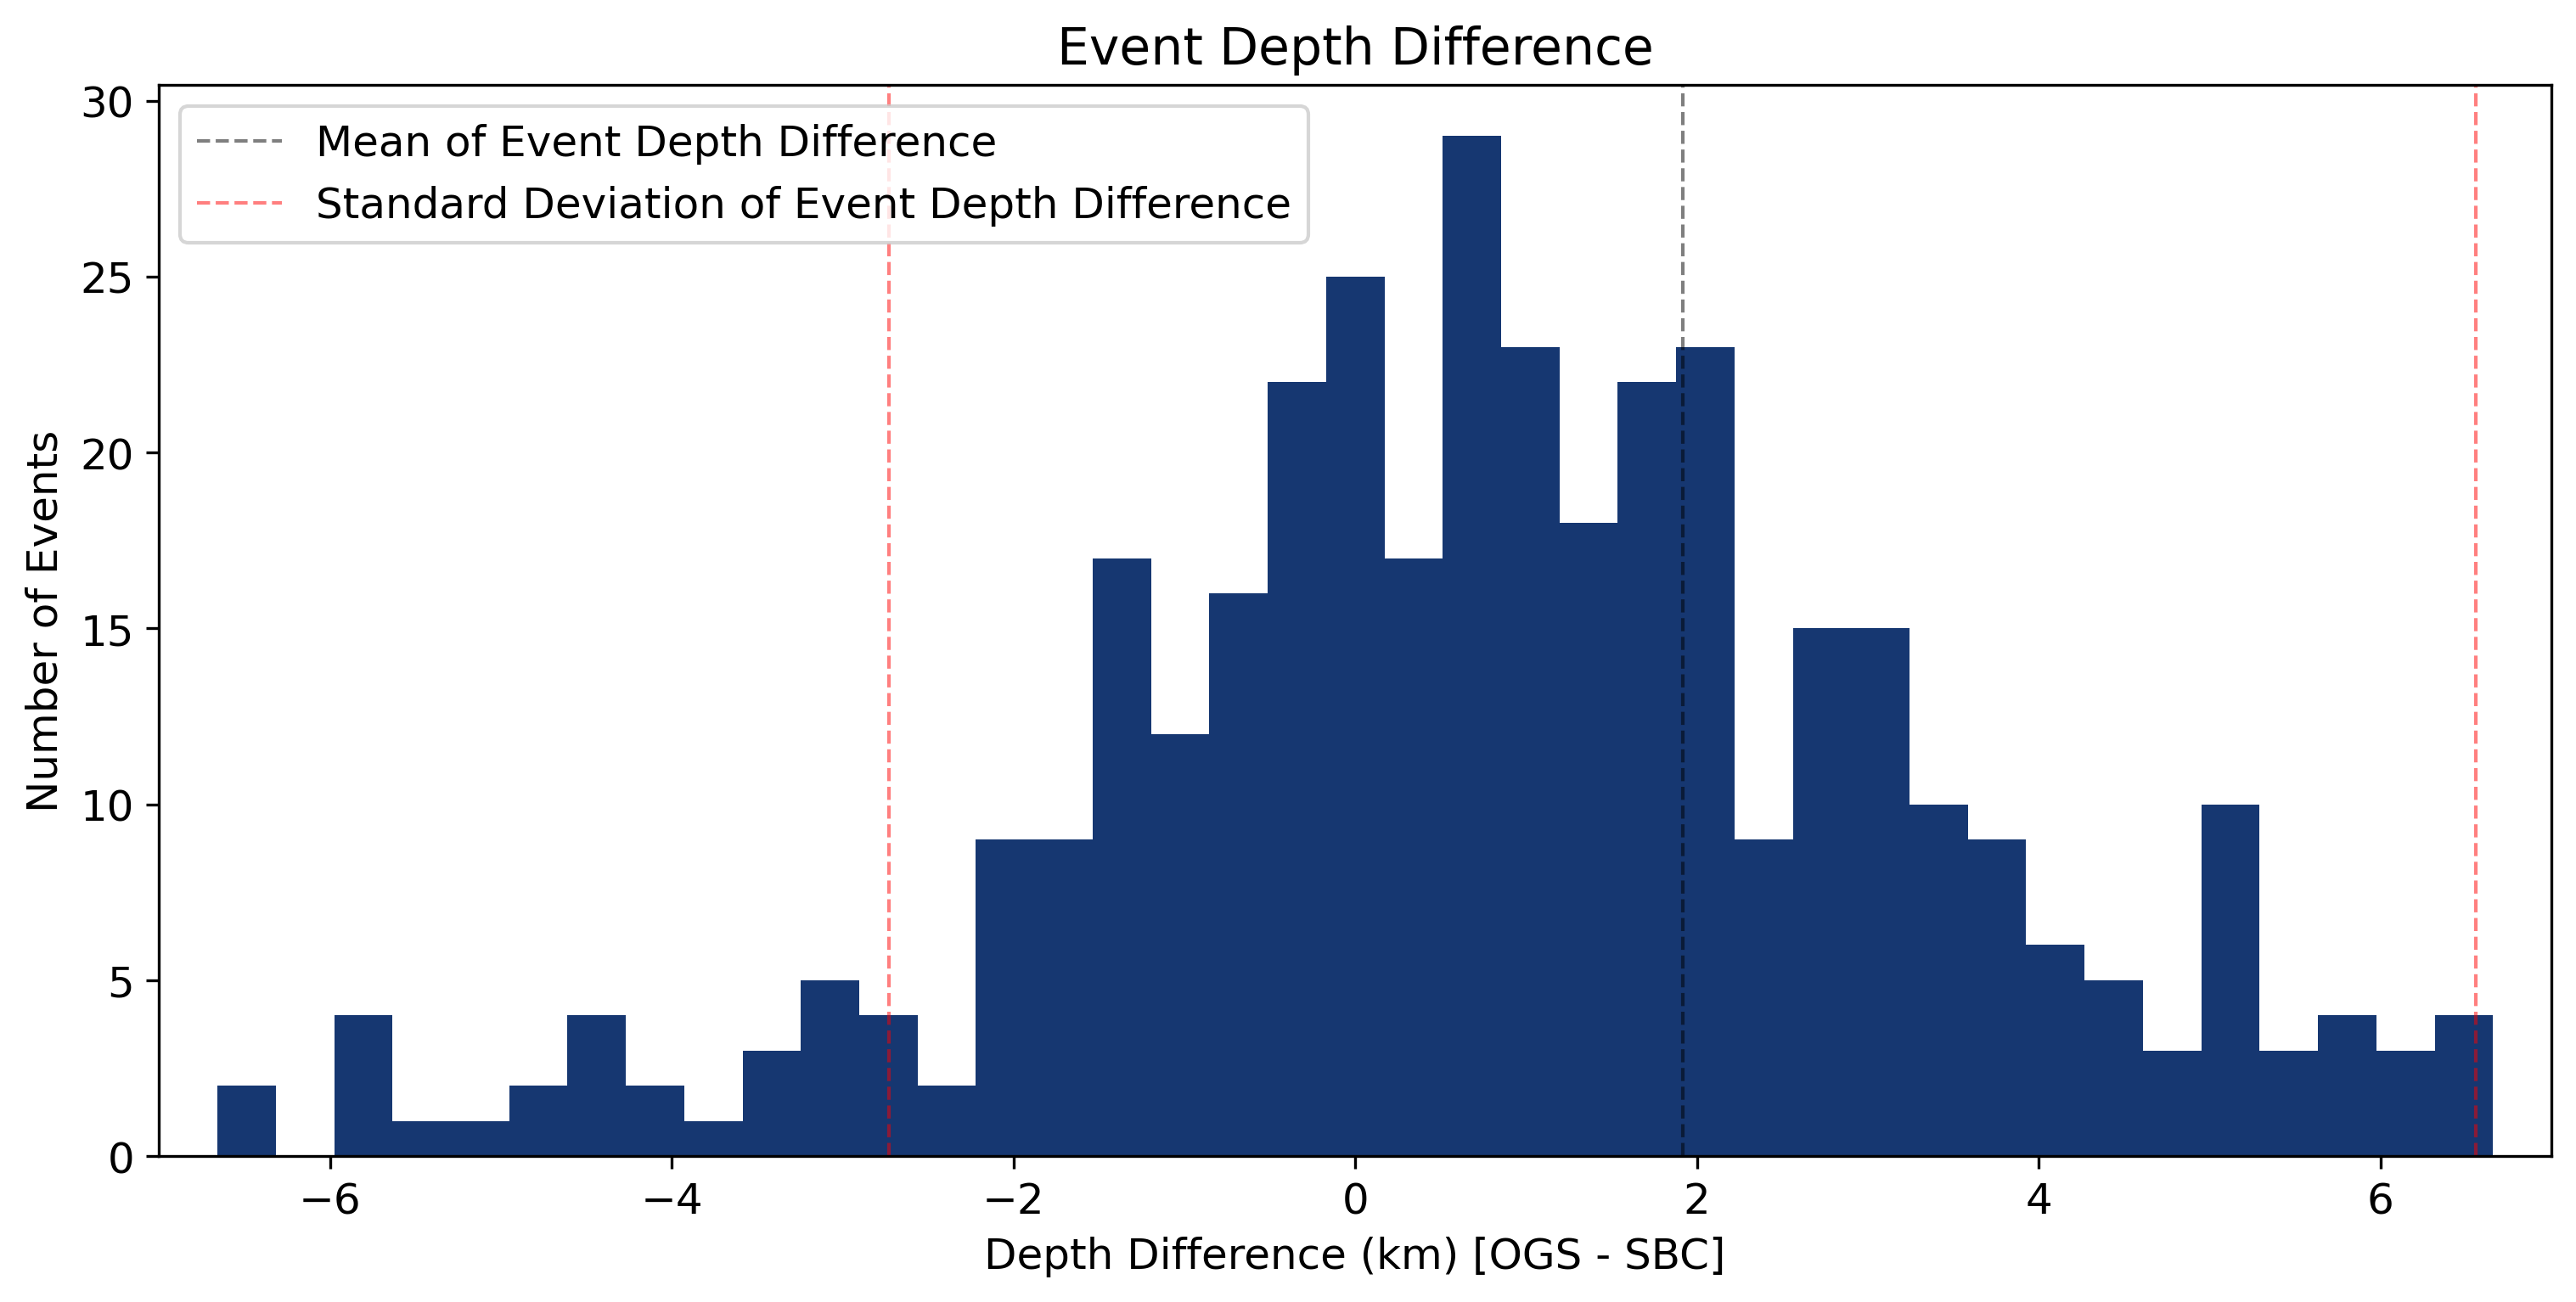 Event Depth Difference
Mean of Event Depth Difference
Standard Deviation of Event Depth Difference
30
25
20
15
10
5
0
Number of Events
−6 −4 −2 0 2 4 6
Depth Difference (km) [OGS - SBC]